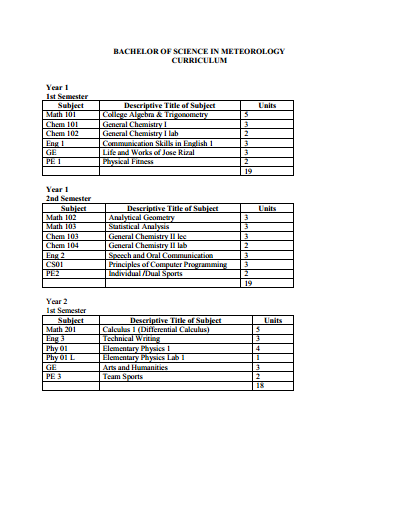 BACHELOR OF SCIENCE IN METEOROLOGY
CURRICULUM
Year 1
1st Semester
Subject Descriptive Title of Subject Units
Math 101 College Algebra & Trigonometry 5
Chem 101 General Chemistry I 3
Chem 102 General Chemistry I lab 2
Eng 1 Communication Skills in English 1 3
GE Life and Works of Jose Rizal 3
PE 1 Physical Fitness 2
19
Year 1
2nd Semester
Subject Descriptive Title of Subject Units
Math 102 Analytical Geometry 3
Math 103 Statistical Analysis 3
Chem 103 General Chemistry II lec 3
Chem 104 General Chemistry II lab 2
Eng 2 Speech and Oral Communication 3
CS01 Principles of Computer Programming 3
PE2 Individual /Dual Sports 2
19
Year 2
1st Semester
Subject Descriptive Title of Subject Units
Math 201 Calculus 1 (Differential Calculus) 5
Eng 3 Technical Writing 3
Phy 01 Elementary Physics 1 4
Phy 01 L Elementary Physics Lab 1 1
GE Arts and Humanities 3
PE 3 Team Sports 2
18